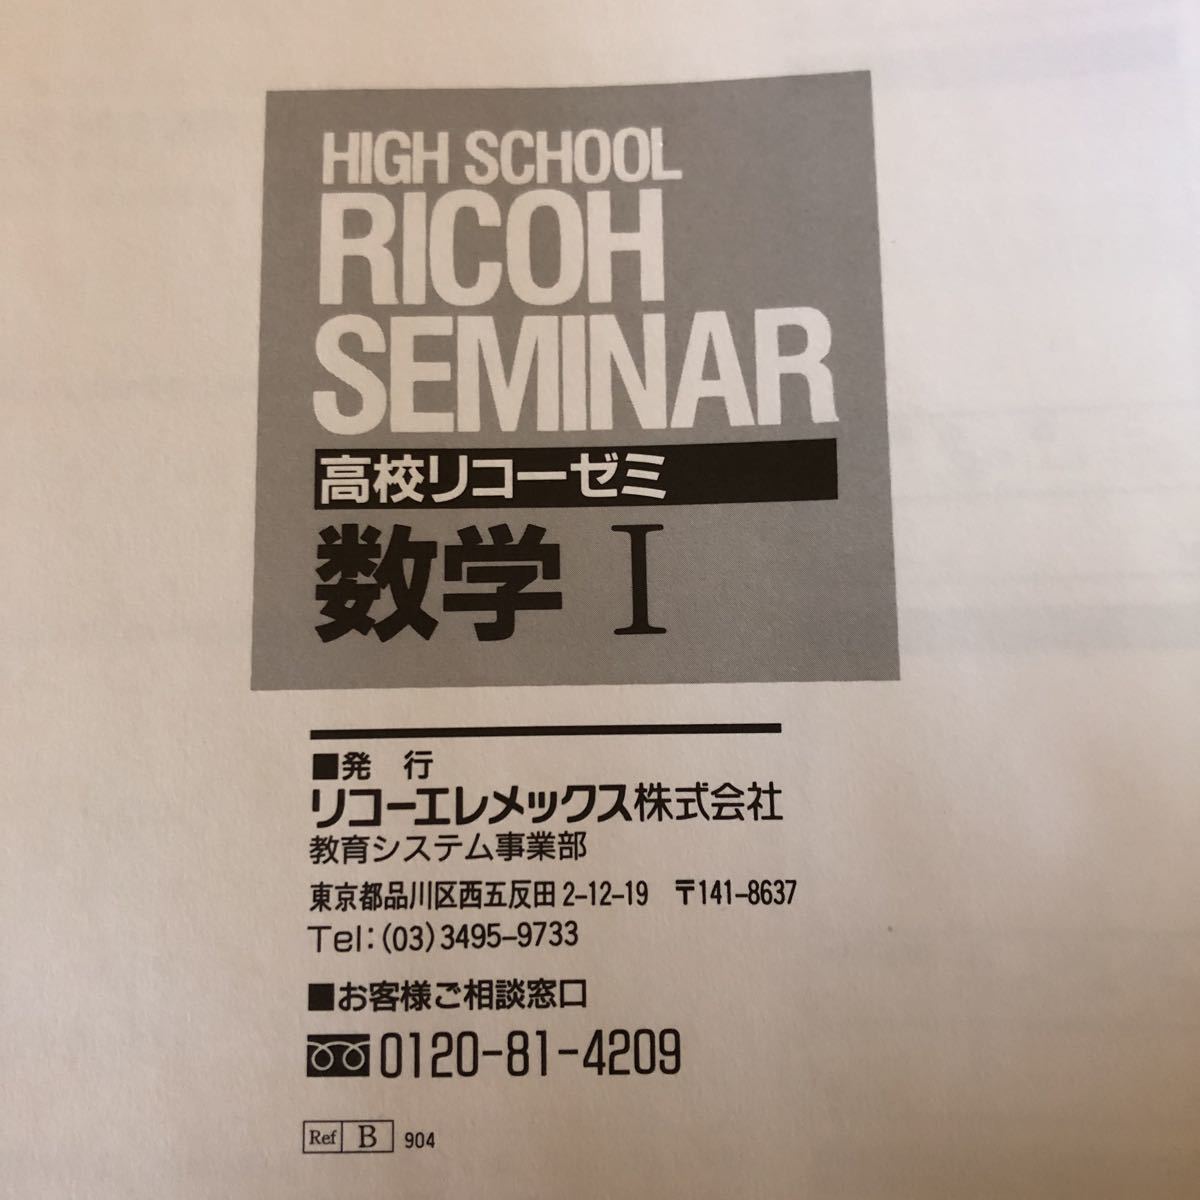 HIGH SCHOOL
RICOH
SEMINAR
高校リコーゼミ
数学 I
■発 行
リコーエレメックス株式会社
教育システム事業部
東京都品川区西五反田2-12-19 〒141-8637
Tel:(03)3495-9733
■お客様ご相談窓口
0120-81-4209
Ref B 904